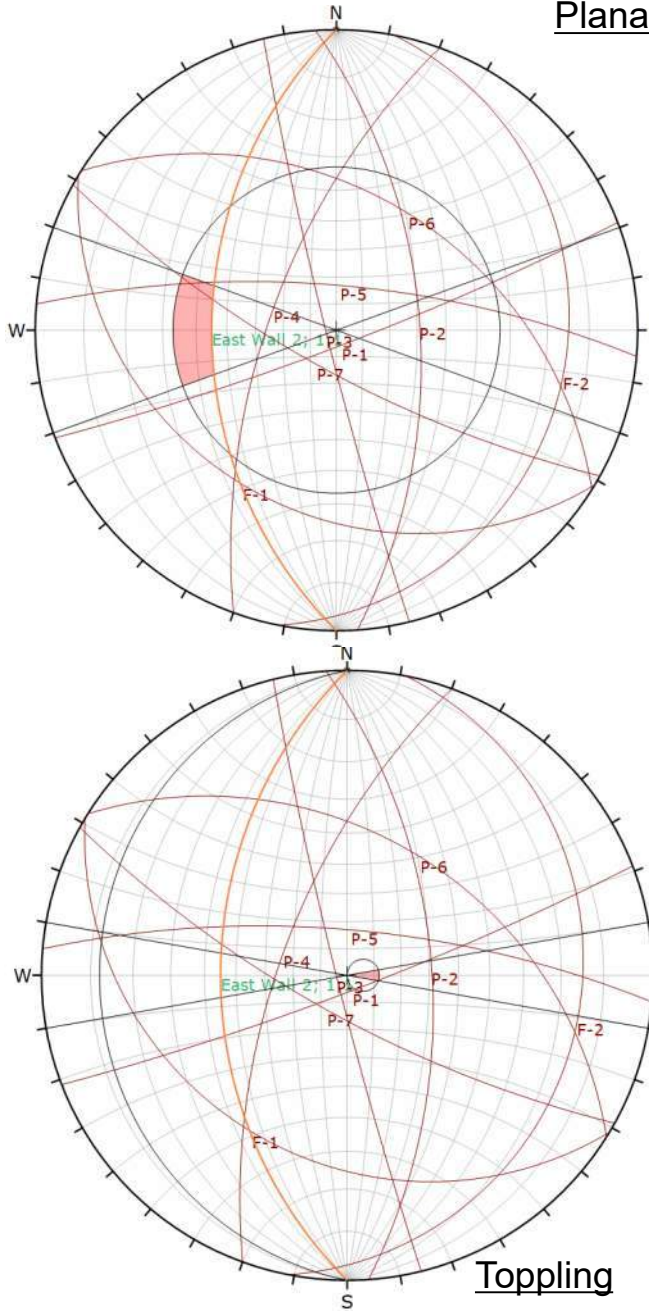 Plana
N
P-6
P-5
P-4
W
East Wall 2; 1
P-3
P-2
P-1
P-7
F-2
F-1
N
P-6
P-5
P-4
W
P-2
East Wall 2; 1
P-3
P-1
P-7
F-2
F-1
Toppling
S